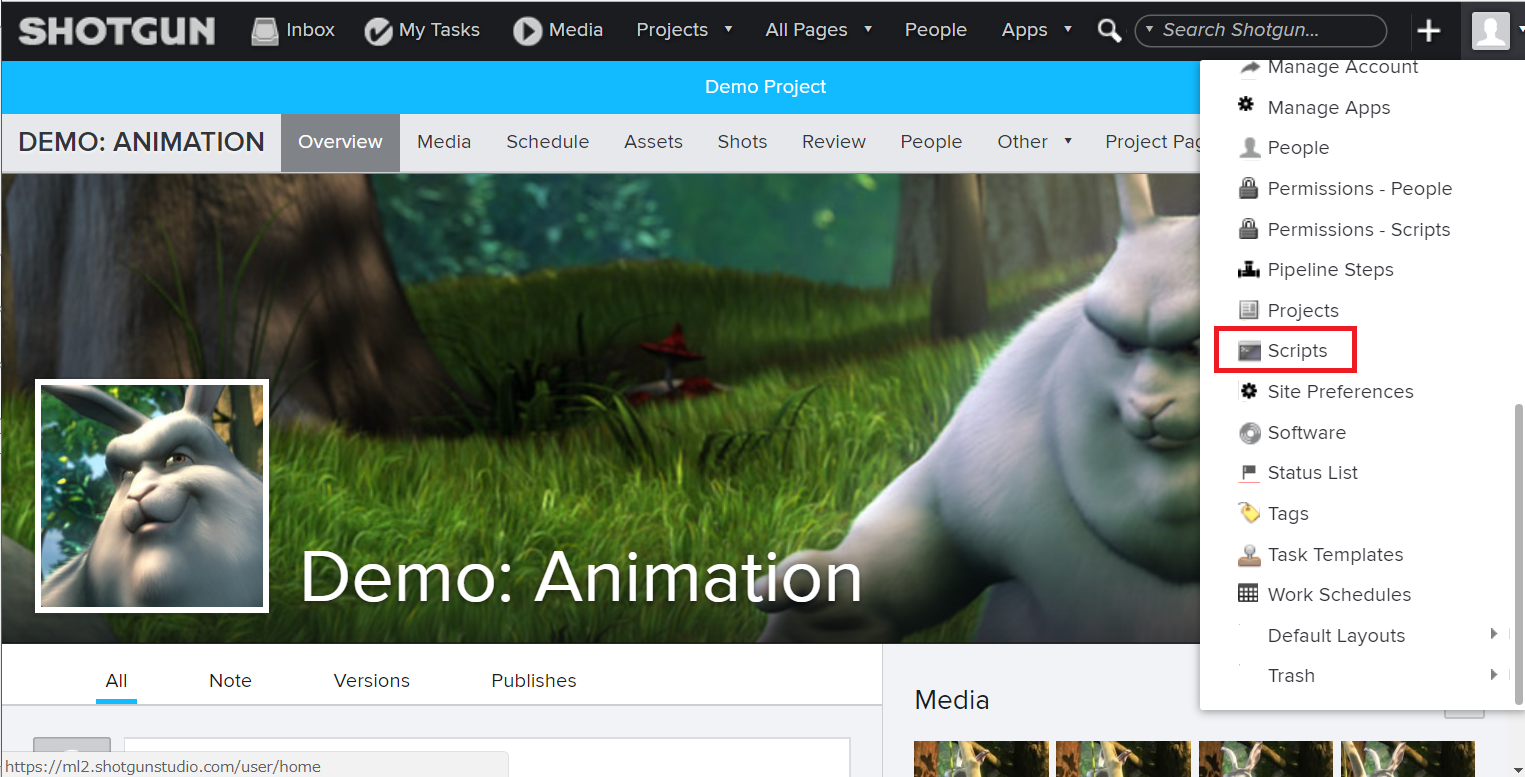 SHOTGUN Inbox My Tasks Media Projects All Pages People Apps Search Shotgun...
Demo Project
DEMO: ANIMATION Overview Media Schedule Assets Shots Review People Other Project
Manage Account
Manage Apps
People
Permissions - People
Permissions - Scripts
Pipeline Steps
Projects
Scripts
Site Preferences
Software
Status List
Tags
Task Templates
Work Schedules
Default Layouts
Trash
Demo: Animation
All Note Versions Publishes
Media
https://ml2.shotgunstudio.com/user/home